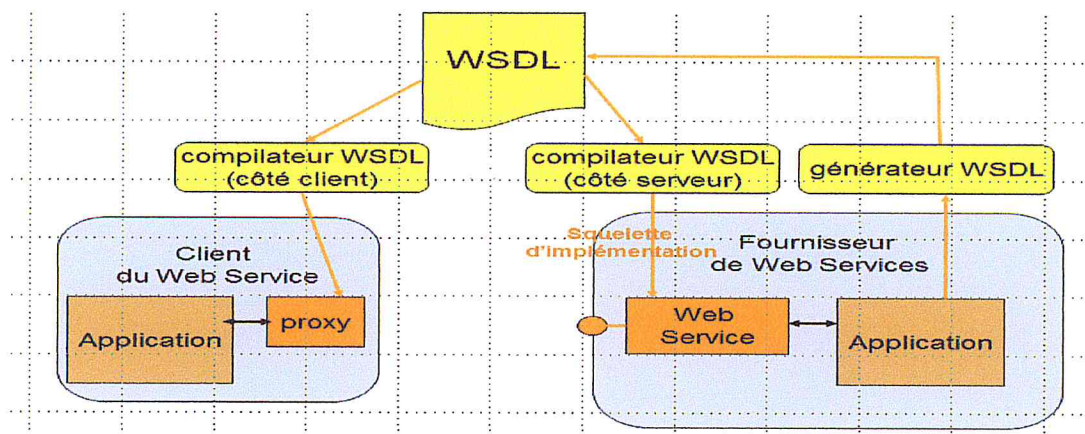 WSDL
compilateur WSDL
(côté client)
compilateur WSDL
(côté serveur)
générateur WSDL
Client
du Web Service
Application
proxy
Squelette
d'implémentation
Fournisseur
de Web Services
Web
Service
Application